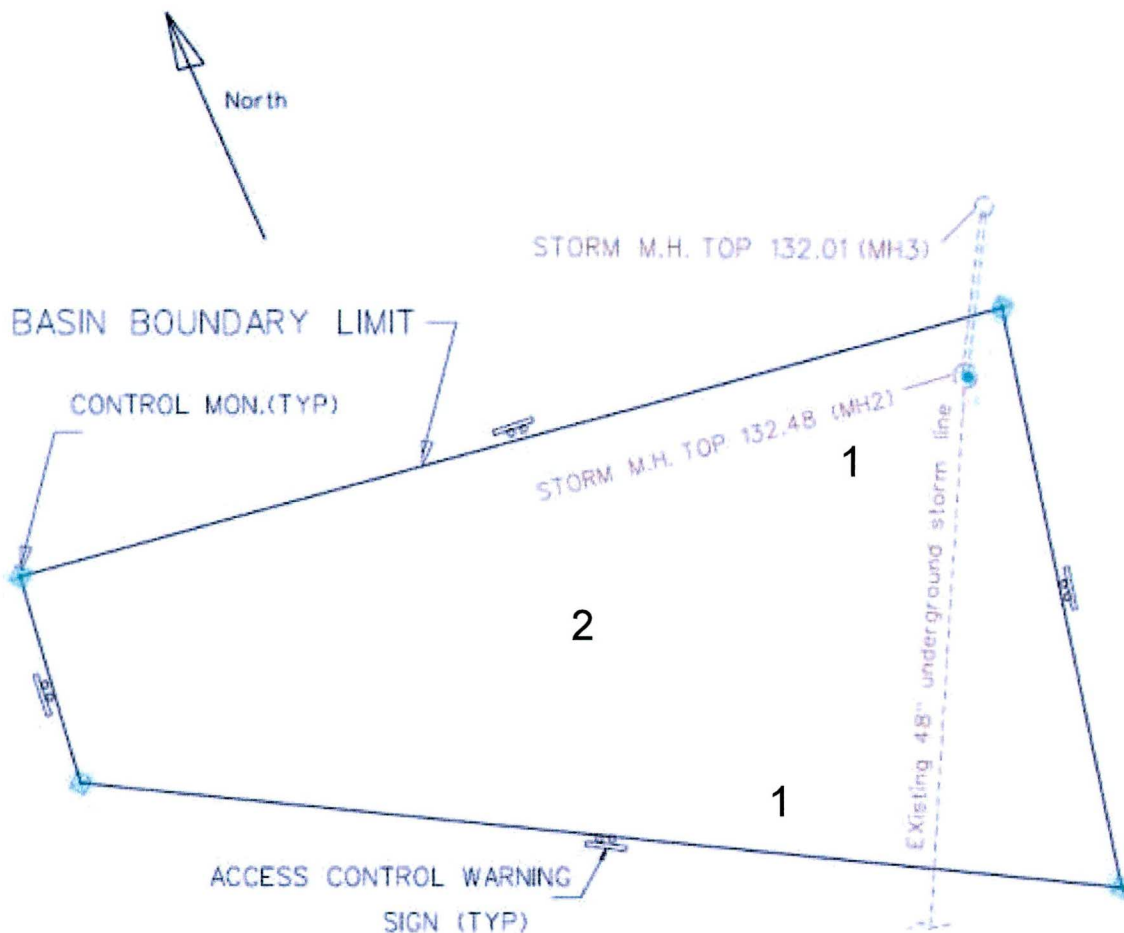 North
STORM M.H. TOP 132.01 (MH3)
BASIN BOUNDARY LIMIT
CONTROL MON.(TYP)
STORM M.H. TOP 132.48 (MH2)
1
EXisting 48" underground storm line
2
1
ACCESS CONTROL WARNING
SIGN (TYP)